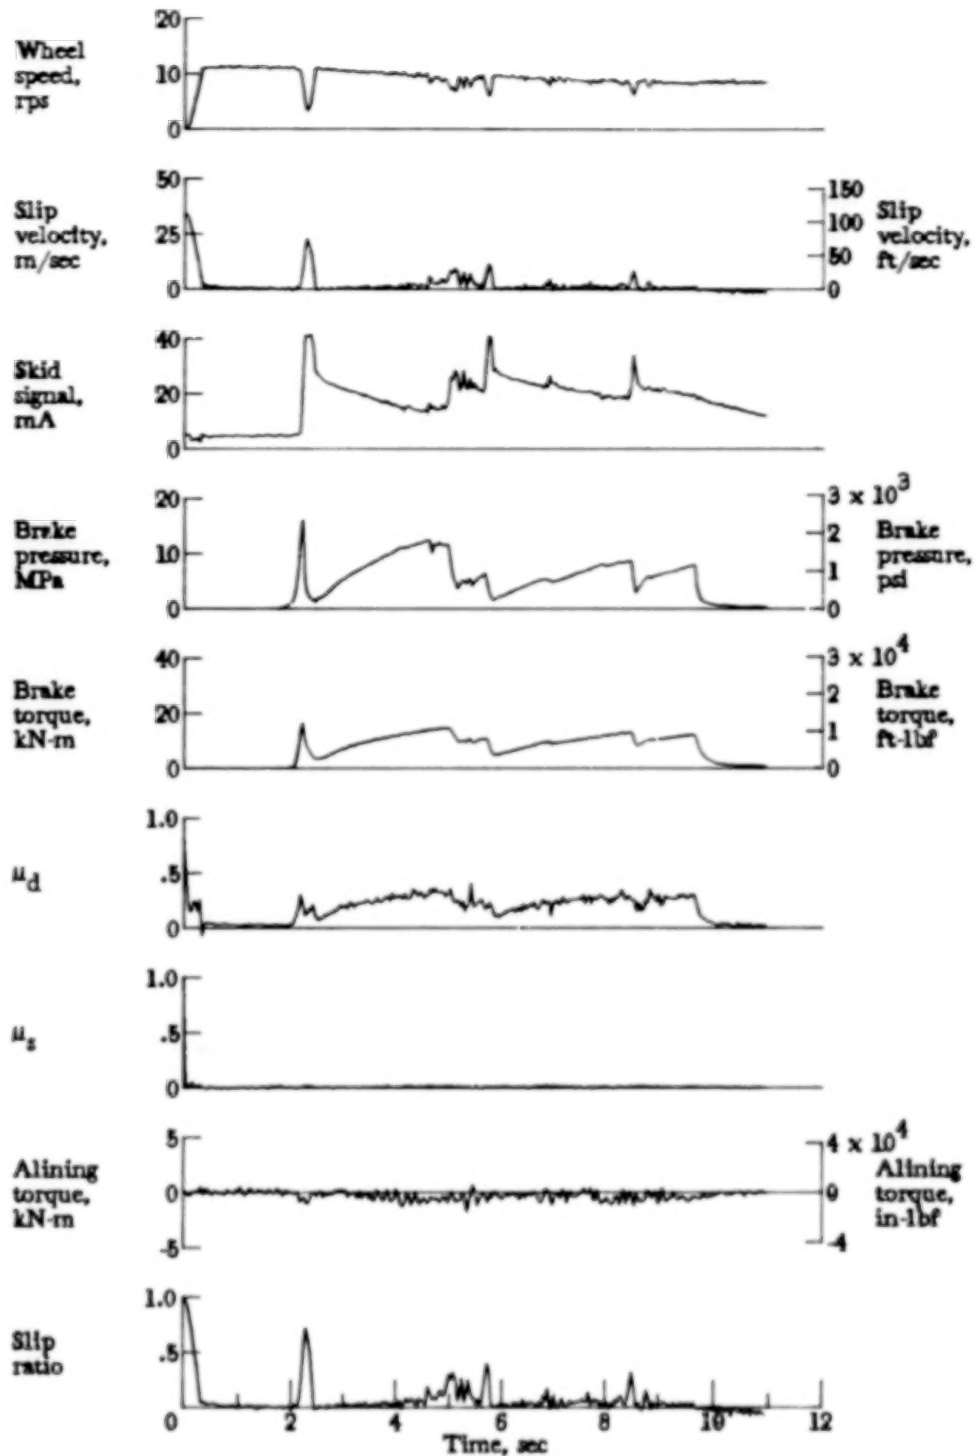 20
Wheel
speed,
rps
10
0
50
150
Slip
velocity,
m/sec
25
100
50
Slip
velocity,
ft/sec
0
0
40
Skid
signal,
mA
20
0
20
3 x 10^3
Brake
pressure,
MPa
10
2
1
Brake
pressure,
psi
0
0
40
3 x 10^4
Brake
torque,
kN-m
20
2
1
Brake
torque,
ft-lbf
0
0
1.0
μd
.5
0
1.0
μs
.5
0
5
4 x 10^4
Alining
torque,
kN-m
0
0
Alining
torque,
in-lbf
-5
-4
1.0
Slip
ratio
.5
0 2 4 6 8 10 12
Time, sec